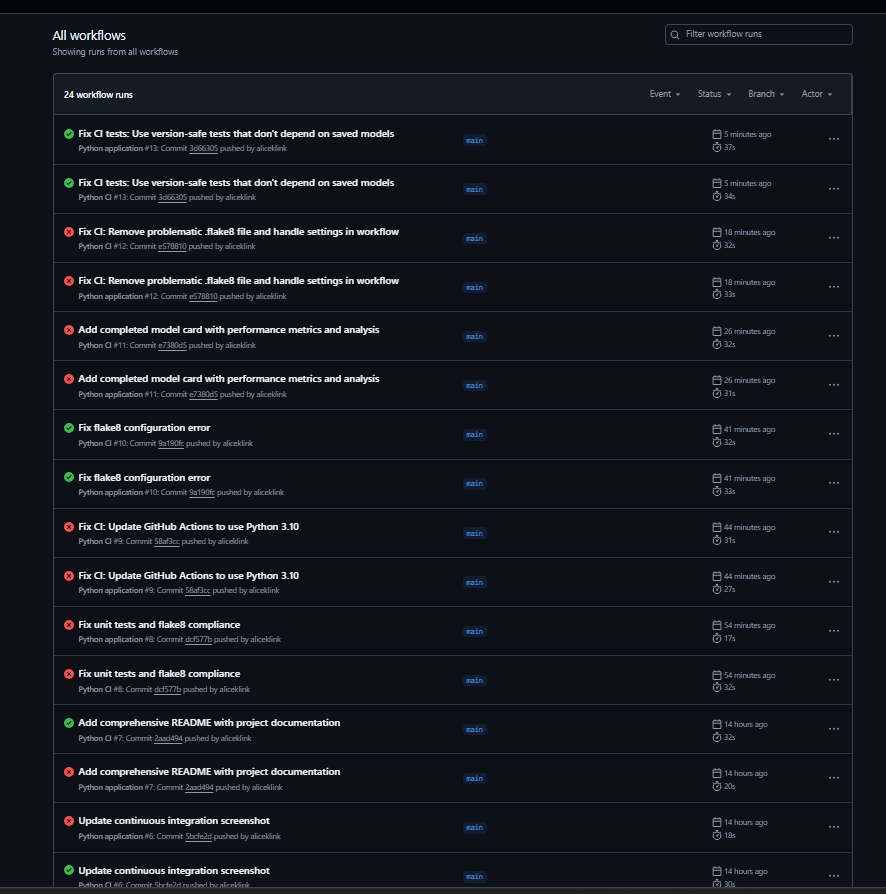 All workflows
Showing runs from all workflows
Filter workflow runs
24 workflow runs
Event
Status
Branch
Actor
Fix CI tests: Use version-safe tests that don't depend on saved models
Python application #13: Commit 3d66305 pushed by aliceklink
main
5 minutes ago
37s
Fix CI tests: Use version-safe tests that don't depend on saved models
Python CI #13: Commit 3d66305 pushed by aliceklink
main
5 minutes ago
34s
Fix CI: Remove problematic .flake8 file and handle settings in workflow
Python CI #12: Commit e578810 pushed by aliceklink
main
18 minutes ago
32s
Fix CI: Remove problematic .flake8 file and handle settings in workflow
Python application #12: Commit e578810 pushed by aliceklink
main
18 minutes ago
33s
Add completed model card with performance metrics and analysis
Python CI #11: Commit e7380d5 pushed by aliceklink
main
26 minutes ago
32s
Add completed model card with performance metrics and analysis
Python application #11: Commit e7380d5 pushed by aliceklink
main
26 minutes ago
31s
Fix flake8 configuration error
Python CI #10: Commit 9a190fc pushed by aliceklink
main
41 minutes ago
32s
Fix flake8 configuration error
Python application #10: Commit 9a190fc pushed by aliceklink
main
41 minutes ago
33s
Fix CI: Update GitHub Actions to use Python 3.10
Python CI #9: Commit 58af3cc pushed by aliceklink
main
44 minutes ago
31s
Fix CI: Update GitHub Actions to use Python 3.10
Python application #9: Commit 58af3cc pushed by aliceklink
main
44 minutes ago
27s
Fix unit tests and flake8 compliance
Python application #8: Commit dcf577b pushed by aliceklink
main
54 minutes ago
17s
Fix unit tests and flake8 compliance
Python CI #8: Commit dcf577b pushed by aliceklink
main
54 minutes ago
32s
Add comprehensive README with project documentation
Python CI #7: Commit 2aad494 pushed by aliceklink
main
14 hours ago
32s
Add comprehensive README with project documentation
Python application #7: Commit 2aad494 pushed by aliceklink
main
14 hours ago
20s
Update continuous integration screenshot
Python application #6: Commit 5bcfe2d pushed by aliceklink
main
14 hours ago
18s
Update continuous integration screenshot
Python CI #6: Commit 5bcfe2d pushed by aliceklink
main
14 hours ago
30s